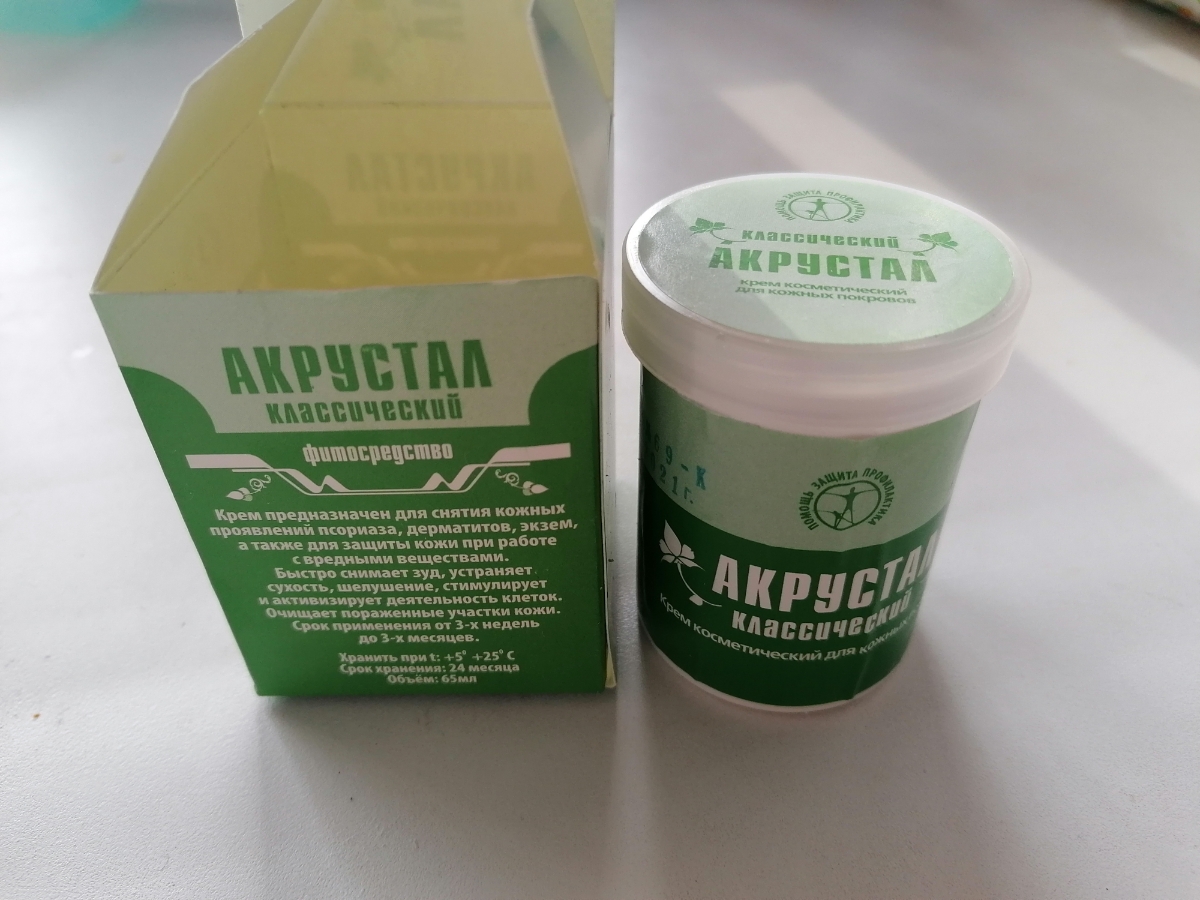 АКРУСТАЛ
классический
фитосредство
Крем предназначен для снятия кожных
проявлений псориаза, дерматитов, экзем,
а также для защиты кожи при работе
с вредными веществами.
Быстро снимает зуд, устраняет
сухость, шелушение, стимулирует
и активизирует деятельность клеток.
Очищает пораженные участки кожи.
Срок применения от 3-х недель
до 3-х месяцев.
Хранить при t: +5° +25° С
Срок хранения: 24 месяца
Объём: 65мл
ПОМОЩЬ ЗАЩИТА ПРОФИЛАКТИКА
классический
АКРУСТАЛ
крем косметический
для кожных покровов
ПОМОЩЬ ЗАЩИТА ПРОФИЛАКТИКА
АКРУСТАЛ
классический
Крем косметический для кожных